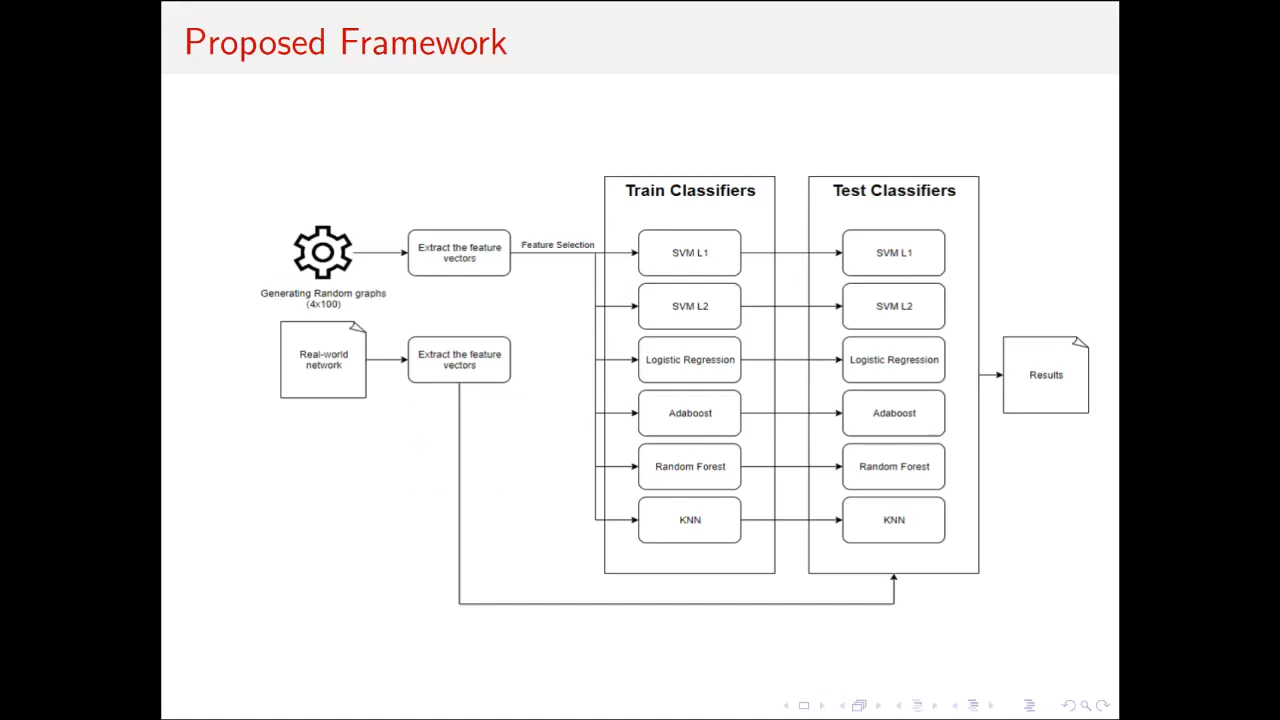 Proposed Framework
Train Classifiers
Test Classifiers
Generating Random graphs
(4x100)
Extract the feature
vectors
Feature Selection
SVM L1
SVM L1
SVM L2
SVM L2
Real-world
network
Extract the feature
vectors
Logistic Regression
Logistic Regression
Results
Adaboost
Adaboost
Random Forest
Random Forest
KNN
KNN